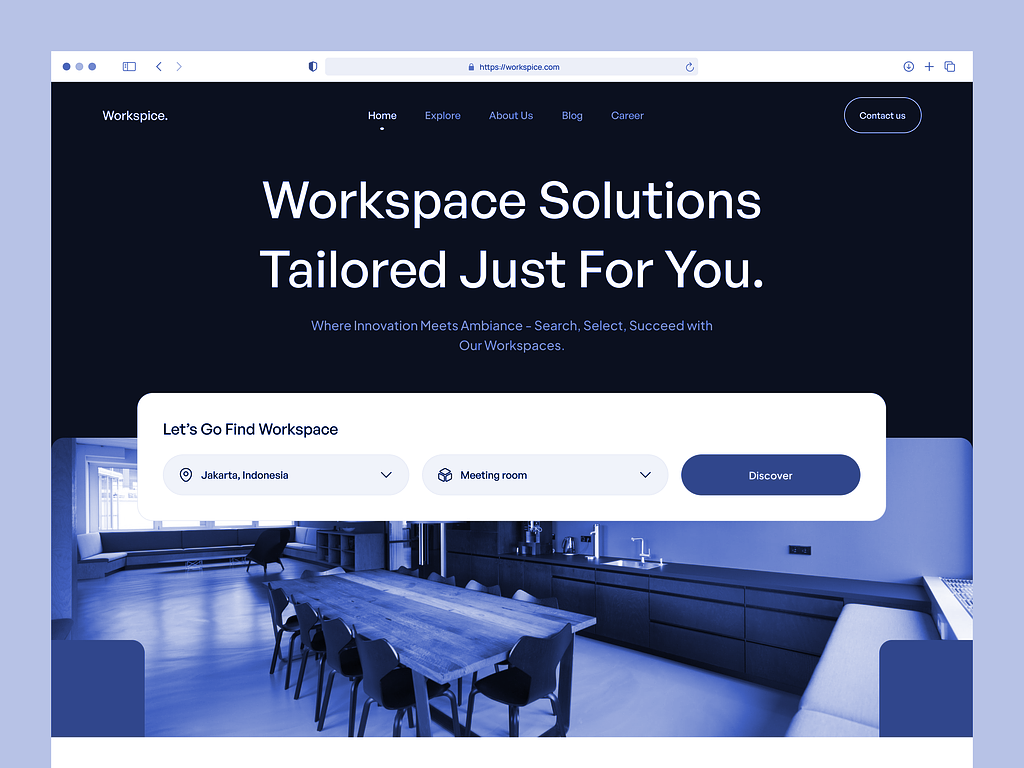 https://workspice.com
Workspice.
Home
Explore
About Us
Blog
Career
Contact us
Workspace Solutions
Tailored Just For You.
Where Innovation Meets Ambiance - Search, Select, Succeed with
Our Workspaces.
Let's Go Find Workspace
Jakarta, Indonesia
Meeting room
Discover